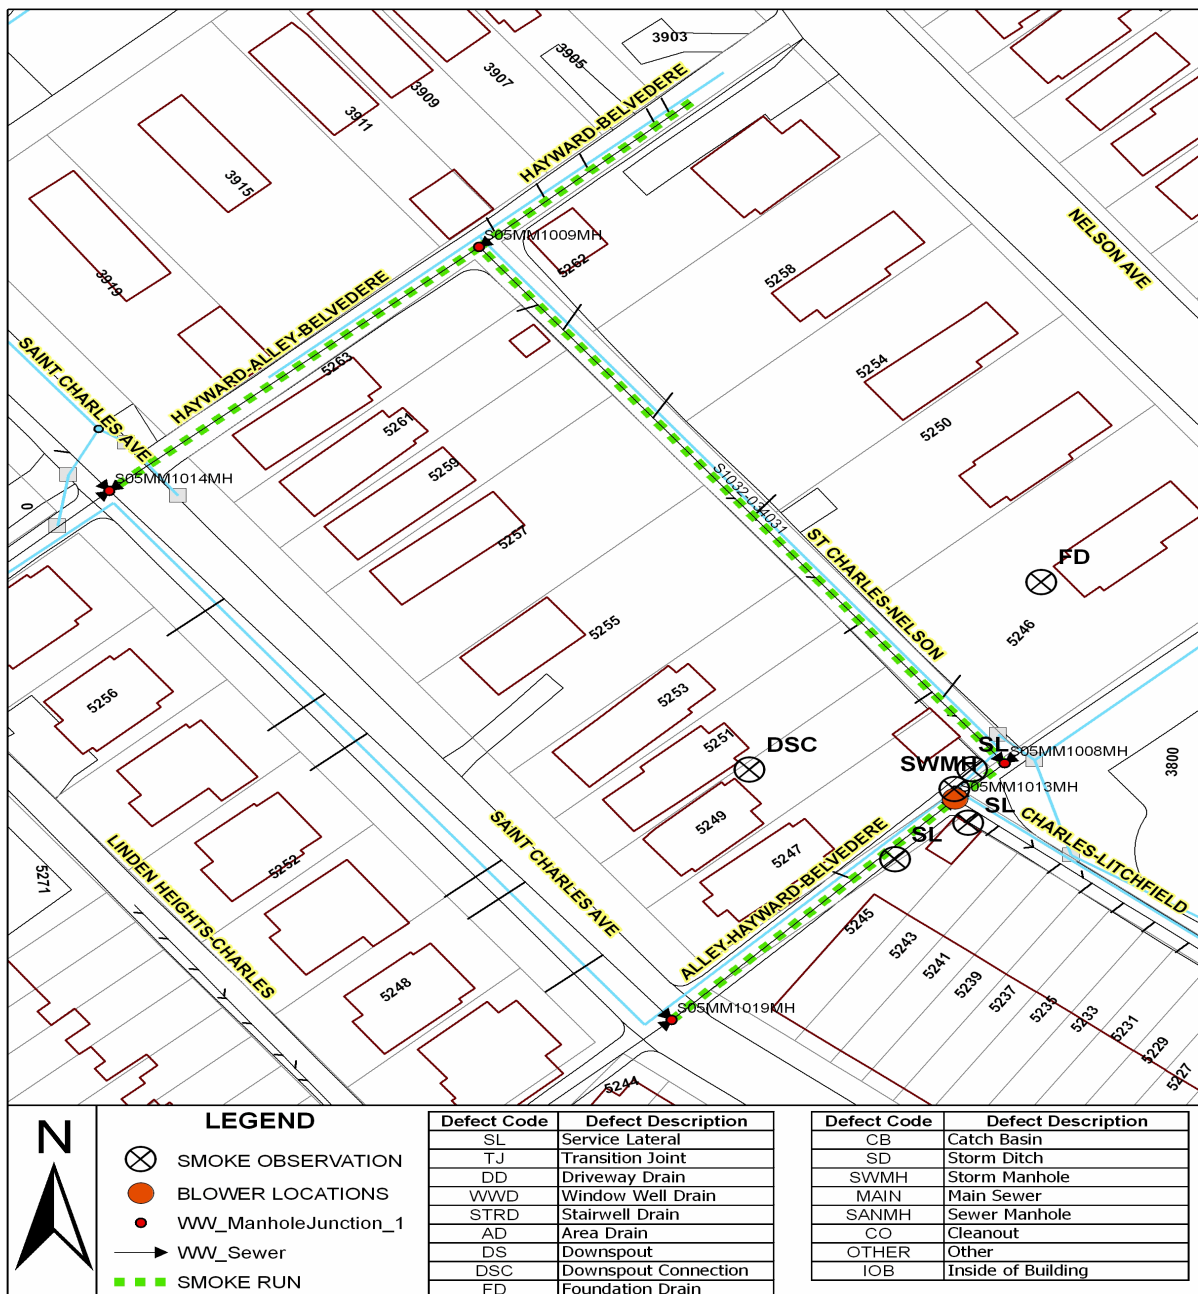 3903
3905
3907
3909
3911
3915
3919
HAYWARD-BELVEDERE
NELSON AVE
S05MM1009MH
5262
5258
5254
5250
HAYWARD-ALLEY-BELVEDERE
5263
5261
5259
5257
5255
SAINT CHARLES AVE
S05MM1014MH
0
S1032-034031
ST CHARLES-NELSON
FD
5246
5253
5251
DSC
SL
S05MM1008MH
SWMH
S05MM1013MH
SL
SL
3800
CHARLES-LITCHFIELD
5256
5252
5249
5247
ALLEY-HAYWARD-BELVEDERE
SAINT CHARLES AVE
LINDEN HEIGHTS-CHARLES
5271
5248
S05MM1019MH
5245
5243
5241
5239
5237
5235
5233
5231
5229
5227
5244
N
LEGEND
SMOKE OBSERVATION
BLOWER LOCATIONS
WW_ManholeJunction_1
WW_Sewer
SMOKE RUN
Defect Code Defect Description
SL Service Lateral
TJ Transition Joint
DD Driveway Drain
WWD Window Well Drain
STRD Stairwell Drain
AD Area Drain
DS Downspout
DSC Downspout Connection
FD Foundation Drain
Defect Code Defect Description
CB Catch Basin
SD Storm Ditch
SWMH Storm Manhole
MAIN Main Sewer
SANMH Sewer Manhole
CO Cleanout
OTHER Other
IOB Inside of Building